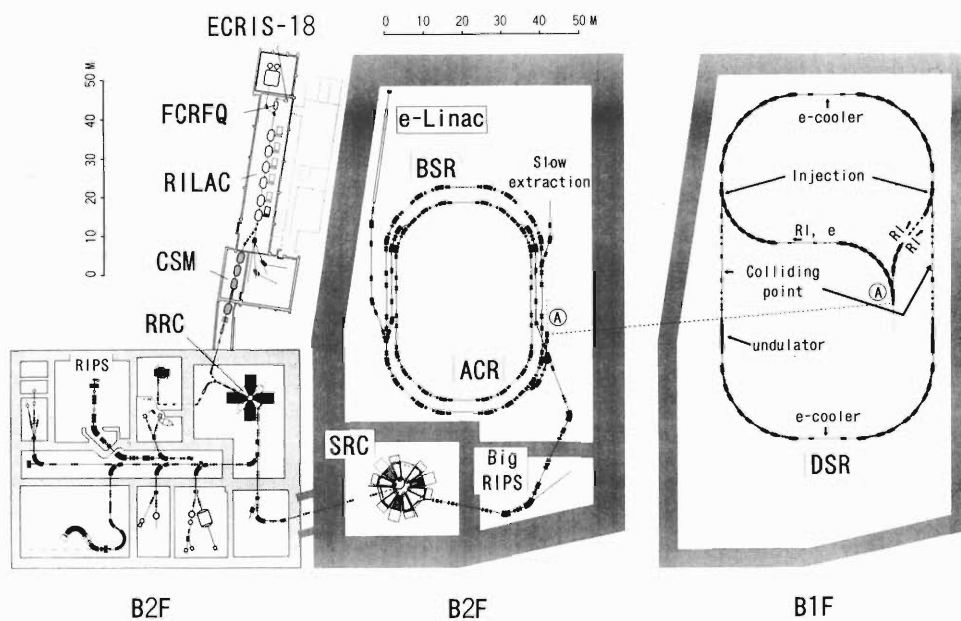 ECRIS-18
FCRFQ
RILAC
CSM
RRC
RIPS
50 M
40
30
20
10
0
0 10 20 30 40 50 M
e-Linac
BSR
Slow
extraction
A
ACR
SRC
Big
RIPS
e-cooler
Injection
RI, e
RI
RI
Colliding
point
A
undulator
e-cooler
DSR
B2F
B2F
B1F